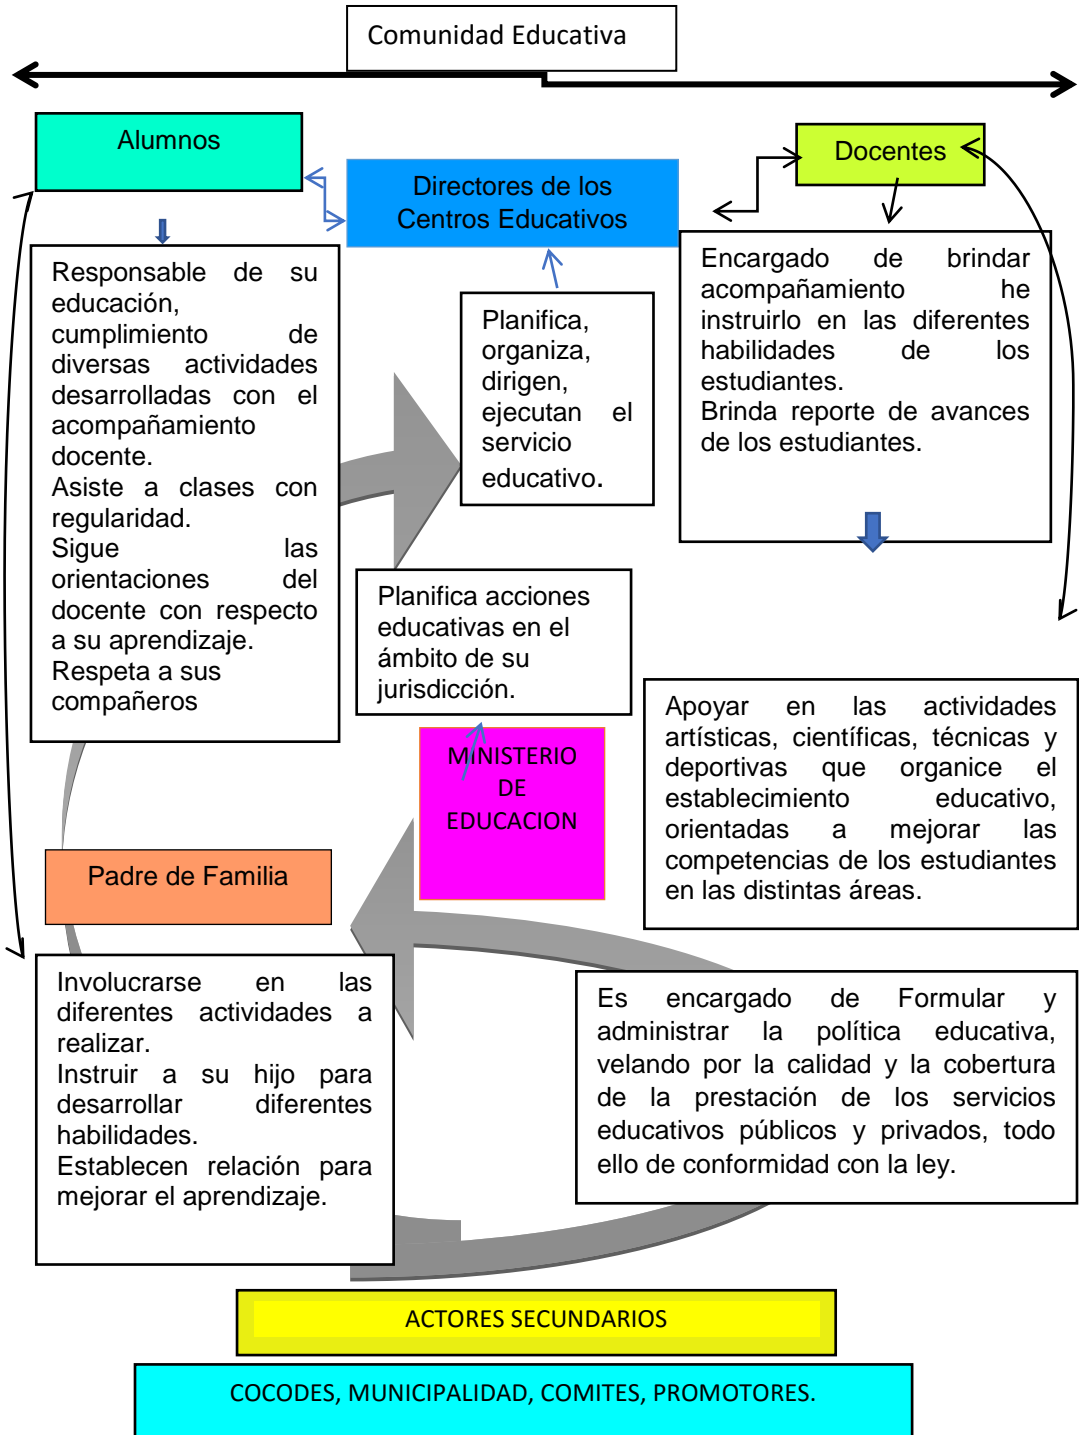 Comunidad Educativa
Alumnos
Docentes
Directores de los
Centros Educativos
Responsable de su
educación,
cumplimiento de
diversas actividades
desarrolladas con el
acompañamiento
docente.
Asiste a clases con
regularidad.
Sigue las
orientaciones del
docente con respecto
a su aprendizaje.
Respeta a sus
compañeros
Planifica,
organiza,
dirigen,
ejecutan el
servicio
educativo.
Encargado de brindar
acompañamiento he
instruirlo en las diferentes
habilidades de los
estudiantes.
Brinda reporte de avances
de los estudiantes.
Planifica acciones
educativas en el
ámbito de su
jurisdicción.
MINISTERIO
DE
EDUCACION
Apoyar en las actividades
artísticas, científicas, técnicas y
deportivas que organice el
establecimiento educativo,
orientadas a mejorar las
competencias de los estudiantes
en las distintas áreas.
Padre de Familia
Involucrarse en las
diferentes actividades a
realizar.
Instruir a su hijo para
desarrollar diferentes
habilidades.
Establecen relación para
mejorar el aprendizaje.
Es encargado de Formular y
administrar la política educativa,
velando por la calidad y la cobertura
de la prestación de los servicios
educativos públicos y privados, todo
ello de conformidad con la ley.
ACTORES SECUNDARIOS
COCODES, MUNICIPALIDAD, COMITES, PROMOTORES.